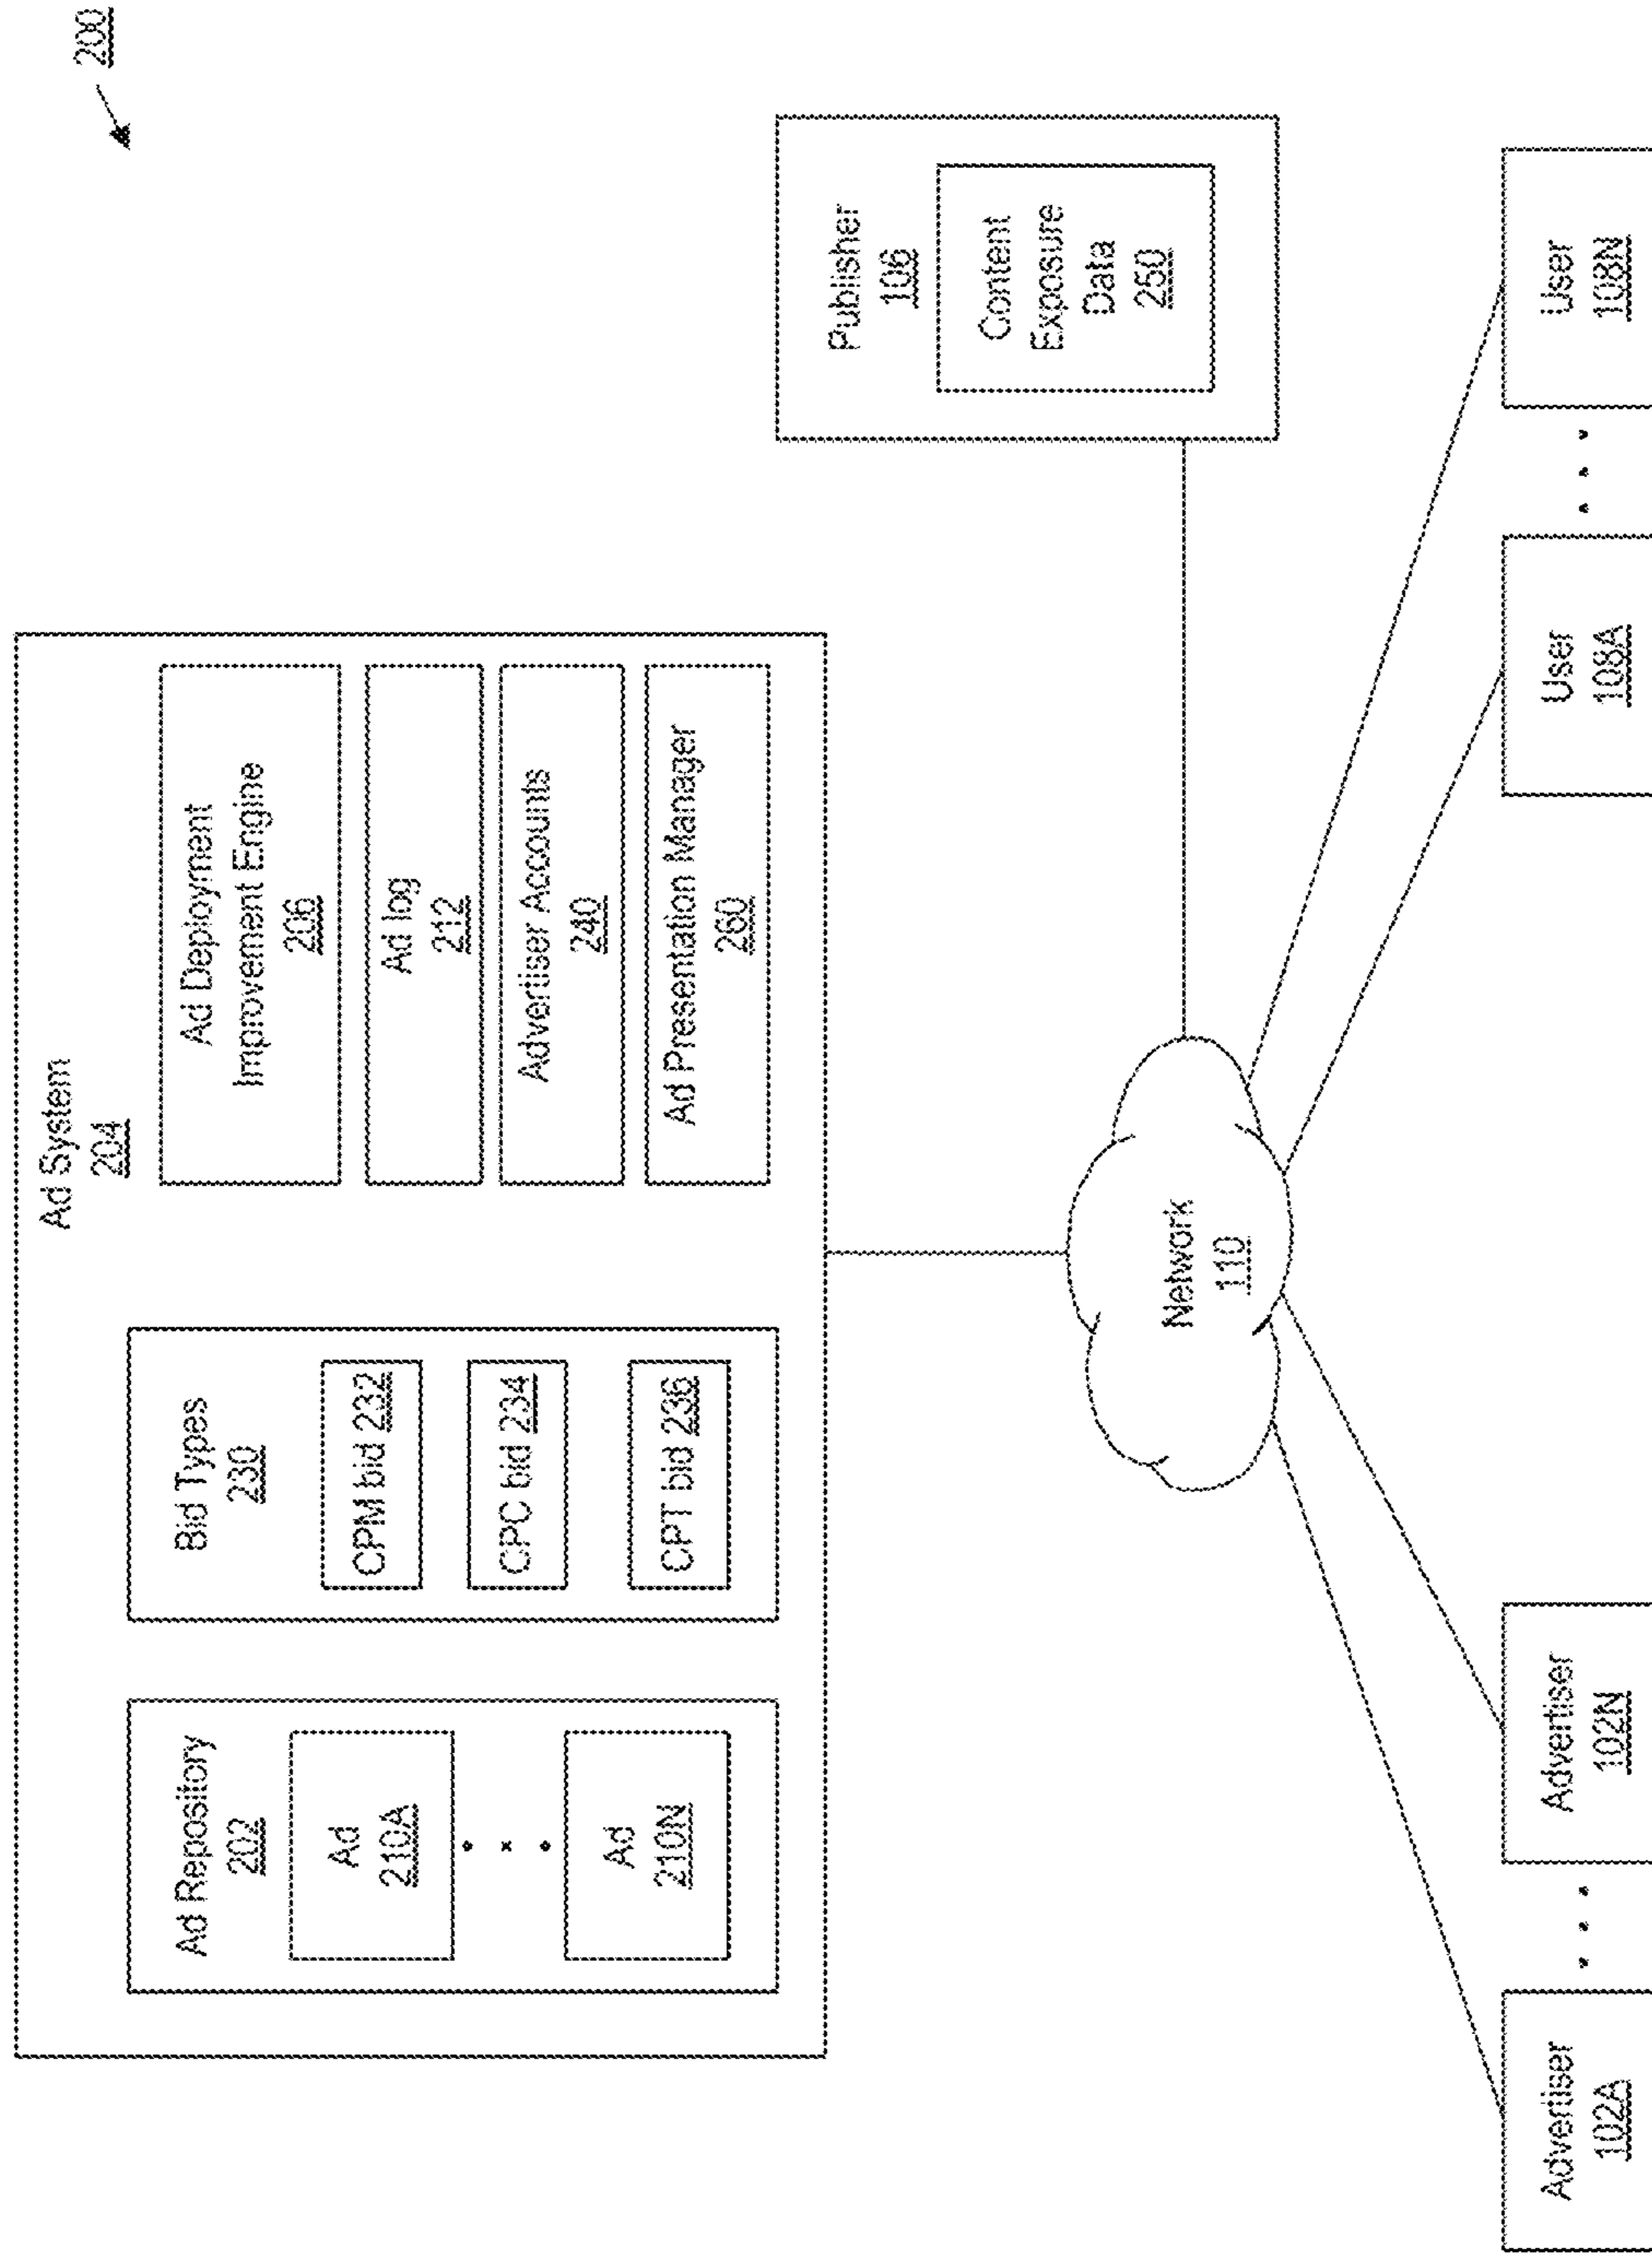 200
Ad System
204
Ad Repository
202
Ad
210A
Ad
210N
Bid Types
230
CPM bid 232
CPC bid 234
CPT bid 236
Ad Deployment
Improvement Engine
206
Ad log
212
Advertiser Accounts
240
Ad Presentation Manager
260
Publisher
106
Content
Exposure
Data
250
Network
110
Advertiser
102A
Advertiser
102N
User
108A
User
108N